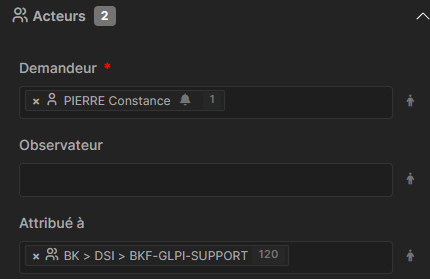 Acteurs 2
Demandeur *
× PIERRE Constance 1
Observateur
Attribué à
× BK > DSI > BKF-GLPI-SUPPORT 120